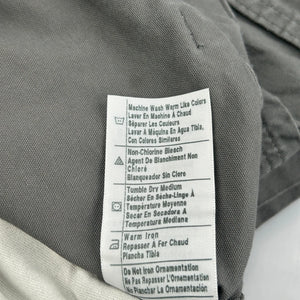 Machine Wash Warm Like Colors
Laver En Machine À Chaud
Séparer Les Couleurs
Lavar A Máquina En Agua Tibia,
Con Colores Similares
Non-Chlorine Bleach
Agent De Blanchiment Non
Chloré
Blanqueador Sin Cloro
Tumble Dry Medium
Sécher En Sèche-Linge À
Température Moyenne
Secar En Secadora A
Temperatura Mediana
Warm Iron
Repasser À Fer Chaud
Plancha Tibia
Do Not Iron Ornamentation
Ne Pas Repasser L'Ornementation
No Planchar La Ornamentación